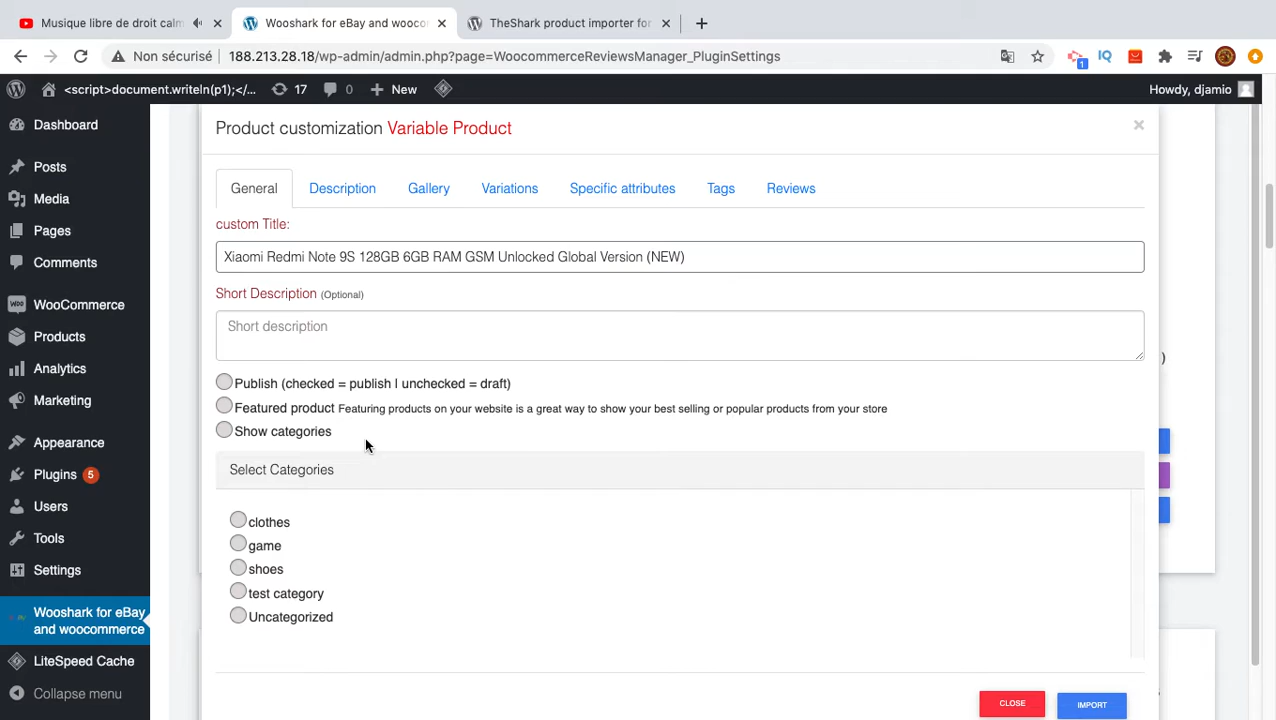 Musique libre de droit calm
Wooshark for eBay and wooco
TheShark product importer for
Non sécurisé
188.213.28.18/wp-admin/admin.php?page=WoocommerceReviewsManager_PluginSettings
1
IQ
<script>document.writeln(p1);</...
17
0
New
Howdy, djamio
Dashboard
Posts
Media
Pages
Comments
WooCommerce
Products
Analytics
Marketing
Appearance
Plugins 5
Users
Tools
Settings
Wooshark for eBay
and woocommerce
LiteSpeed Cache
Collapse menu
Product customization Variable Product
×
General
Description
Gallery
Variations
Specific attributes
Tags
Reviews
custom Title:
Xiaomi Redmi Note 9S 128GB 6GB RAM GSM Unlocked Global Version (NEW)
Short Description (Optional)
Short description
Publish (checked = publish | unchecked = draft)
Featured product Featuring products on your website is a great way to show your best selling or popular products from your store
Show categories
Select Categories
clothes
game
shoes
test category
Uncategorized
CLOSE
IMPORT
)